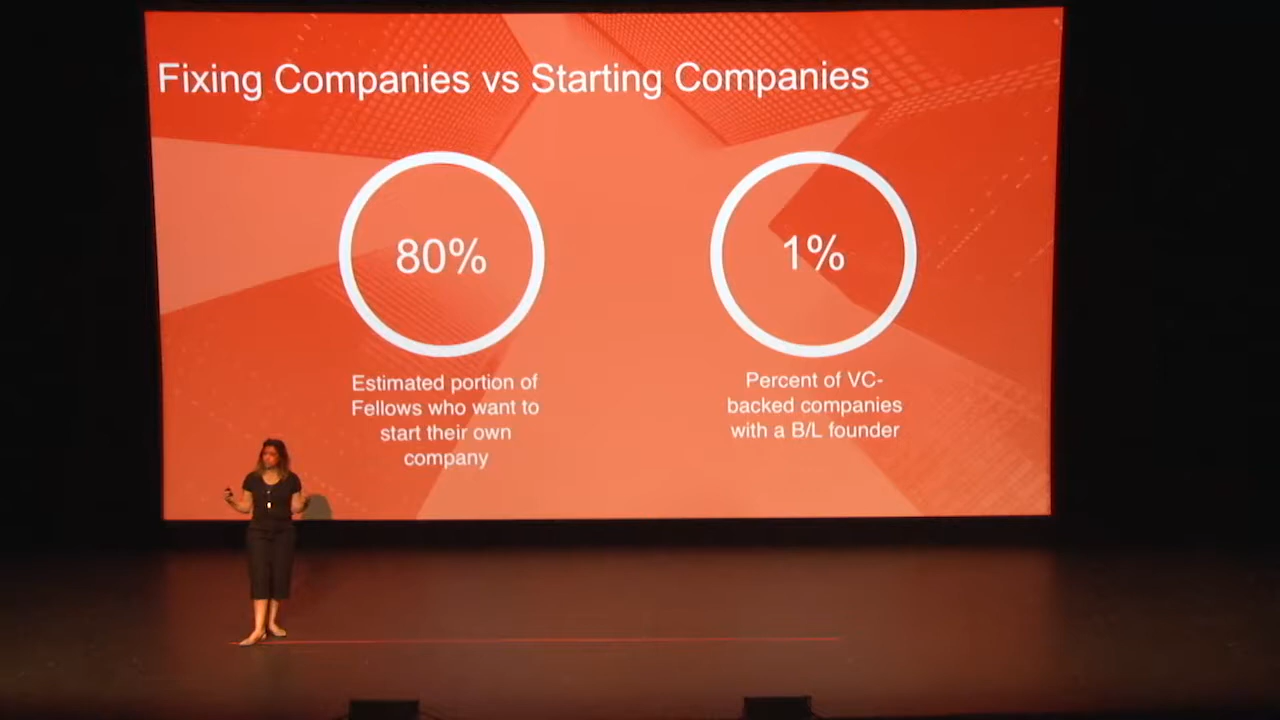 Fixing Companies vs Starting Companies
80%
Estimated portion of
Fellows who want to
start their own
company
1%
Percent of VC-
backed companies
with a B/L founder